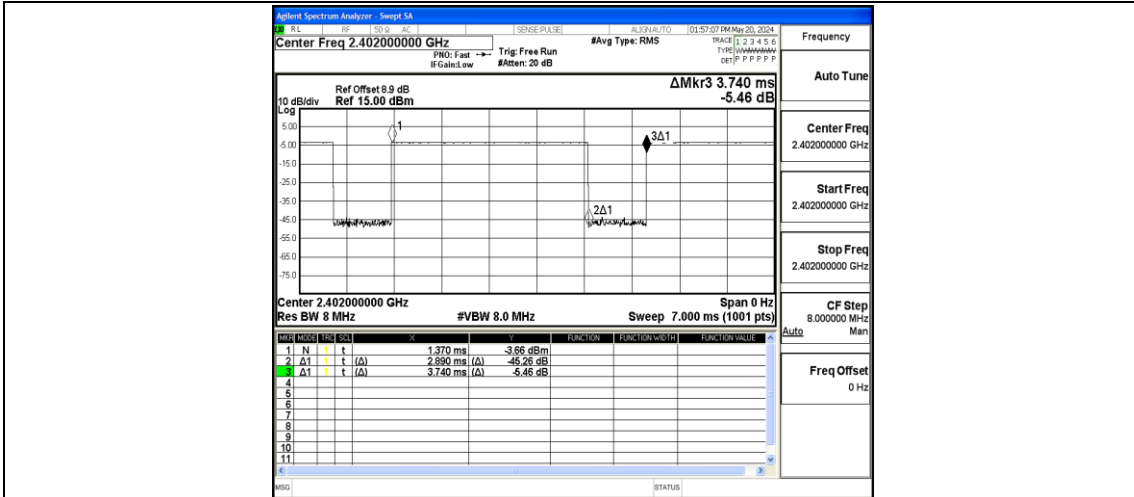 Agilent Spectrum Analyzer - Swept SA
RL RF 50 Ω AC SENSE:PULSE ALIGN AUTO 01:57:07 PM May 20, 2024
Center Freq 2.402000000 GHz #Avg Type: RMS TRACE 1 2 3 4 5 6
PNO: Fast Trig: Free Run TYPE WWWWWW
IFGain:Low #Atten: 20 dB DET P P P P P P
Frequency
Auto Tune
Center Freq
2.402000000 GHz
Start Freq
2.402000000 GHz
Stop Freq
2.402000000 GHz
CF Step
8.000000 MHz
Auto Man
Freq Offset
0 Hz
ΔMkr3 3.740 ms
-5.46 dB
Ref Offset 8.9 dB
10 dB/div Ref 15.00 dBm
Log
5.00
-5.00
-15.0
-25.0
-35.0
-45.0
-55.0
-65.0
-75.0
1
3Δ1
2Δ1
Center 2.402000000 GHz Span 0 Hz
Res BW 8 MHz #VBW 8.0 MHz Sweep 7.000 ms (1001 pts)
MKR MODE TRC SCL X Y FUNCTION FUNCTION WIDTH FUNCTION VALUE
1 N 1 t 1.370 ms -3.66 dBm
2 Δ1 1 t (Δ) 2.890 ms (Δ) -45.26 dB
3 Δ1 1 t (Δ) 3.740 ms (Δ) -5.46 dB
4
5
6
7
8
9
10
11
MSG STATUS